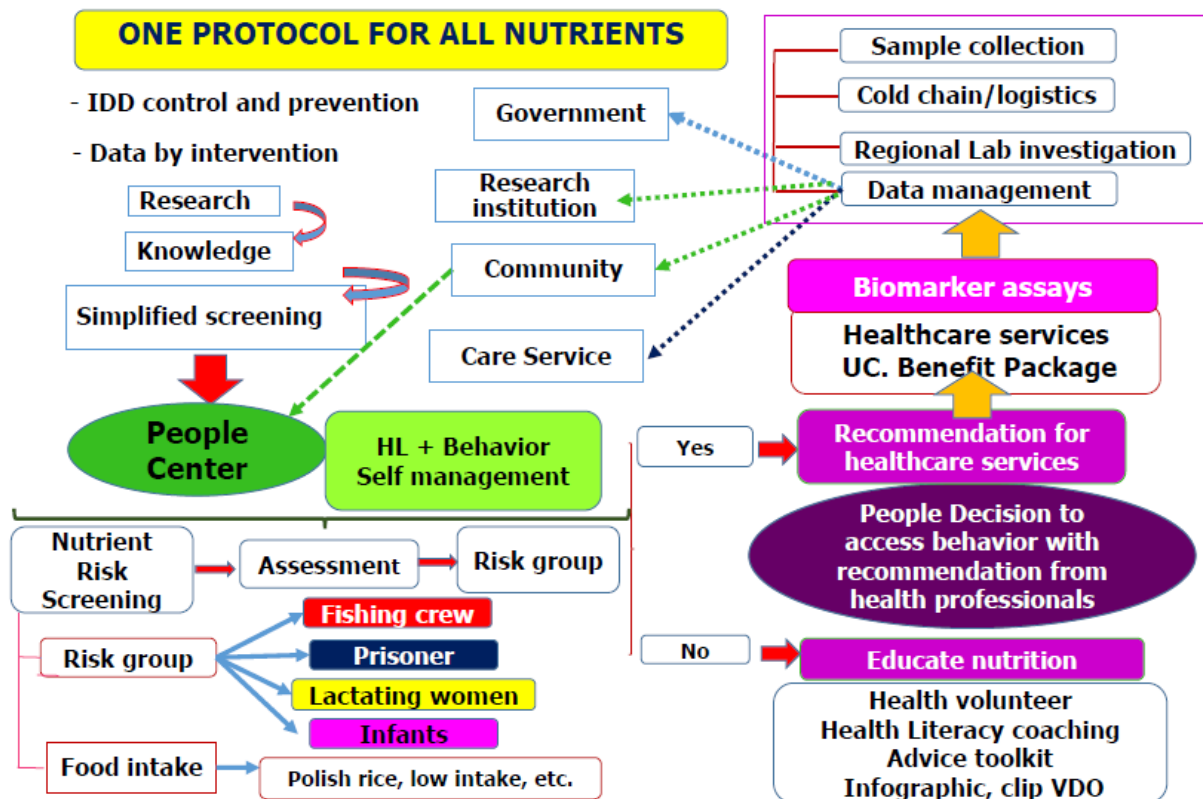 ONE PROTOCOL FOR ALL NUTRIENTS
- IDD control and prevention
- Data by intervention
Research
Knowledge
Simplified screening
Government
Research
institution
Community
Care Service
Sample collection
Cold chain/logistics
Regional Lab investigation
Data management
Biomarker assays
Healthcare services
UC. Benefit Package
People
Center
HL + Behavior
Self management
Yes
Recommendation for
healthcare services
People Decision to
access behavior with
recommendation from
health professionals
Nutrient
Risk
Screening
Assessment
Risk group
Risk group
Fishing crew
Prisoner
Lactating women
Infants
Food intake
Polish rice, low intake, etc.
No
Educate nutrition
Health volunteer
Health Literacy coaching
Advice toolkit
Infographic, clip VDO